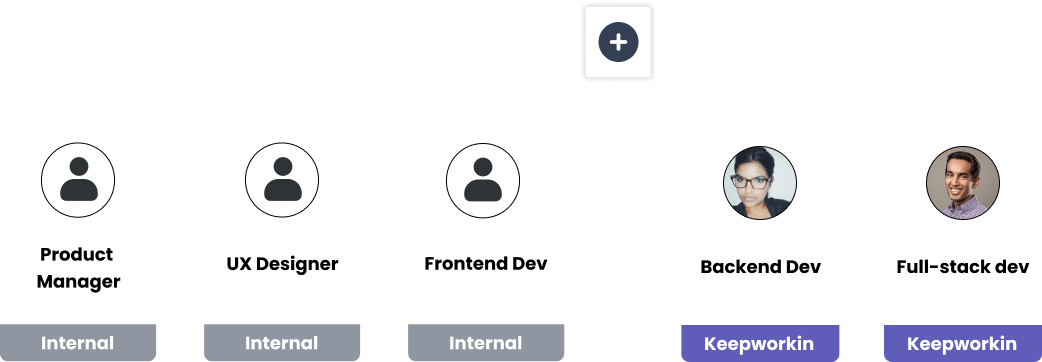 Product
Manager
UX Designer
Frontend Dev
Backend Dev
Full-stack dev
Internal
Internal
Internal
Keepworkin
Keepworkin